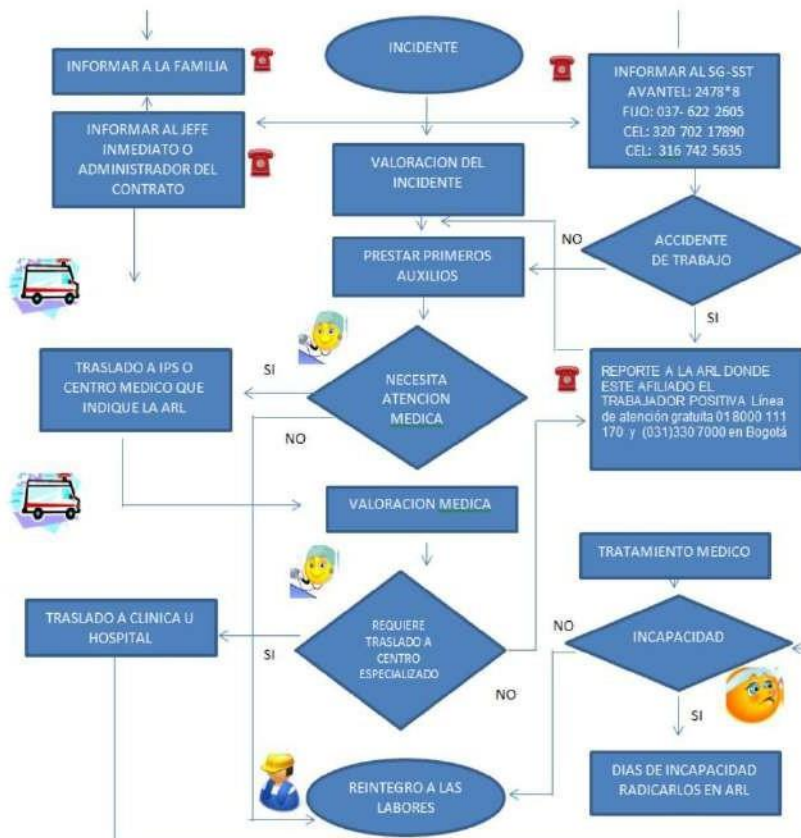 INCIDENTE
INFORMAR A LA FAMILIA
INFORMAR AL SG-SST
AVANTEL: 2478*8
FIJO: 037- 622 2605
CEL: 320 702 17890
CEL: 316 742 5635
INFORMAR AL JEFE
INMEDIATO O
ADMINISTRADOR DEL
CONTRATO
VALORACION DEL
INCIDENTE
NO
ACCIDENTE
DE TRABAJO
PRESTAR PRIMEROS
AUXILIOS
SI
TRASLADO A IPS O
CENTRO MEDICO QUE
INDIQUE LA ARL
SI
NECESITA
ATENCION
MEDICA
NO
REPORTE A LA ARL DONDE
ESTE AFILIADO EL
TRABAJADOR POSITIVA Línea
de atención gratuita 01 8000 111
170 y (031)330 7000 en Bogotá
VALORACION MEDICA
TRATAMIENTO MEDICO
TRASLADO A CLINICA U
HOSPITAL
SI
REQUIERE
TRASLADO A
CENTRO
ESPECIALIZADO
NO
NO
INCAPACIDAD
SI
REINTEGRO A LAS
LABORES
DIAS DE INCAPACIDAD
RADICARLOS EN ARL